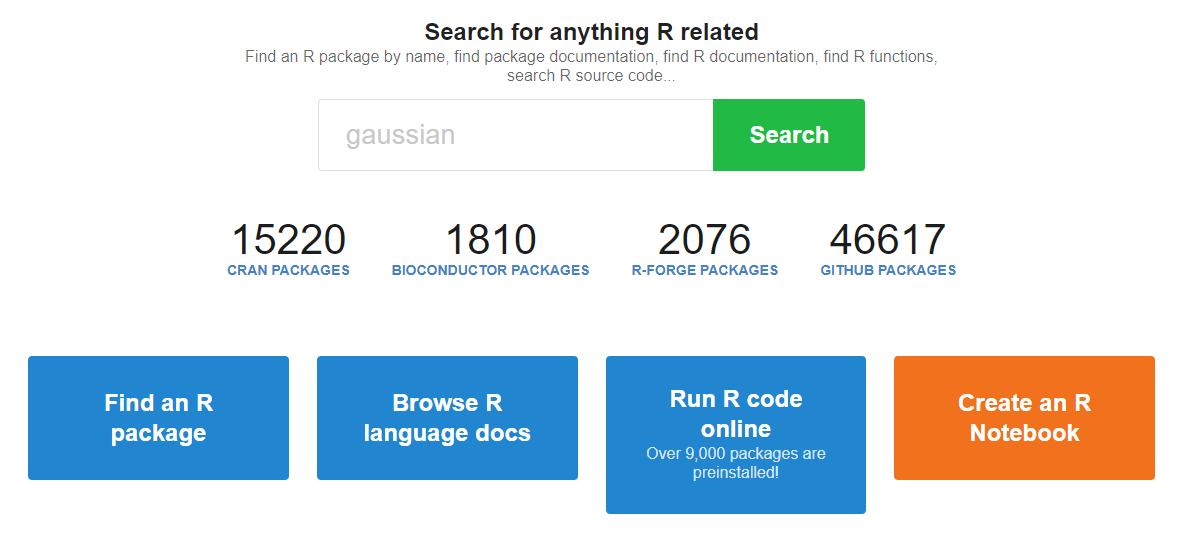 Search for anything R related
Find an R package by name, find package documentation, find R documentation, find R functions,
search R source code...
gaussian
Search
15220
CRAN PACKAGES
1810
BIOCONDUCTOR PACKAGES
2076
R-FORGE PACKAGES
46617
GITHUB PACKAGES
Find an R
package
Browse R
language docs
Run R code
online
Over 9,000 packages are
preinstalled!
Create an R
Notebook